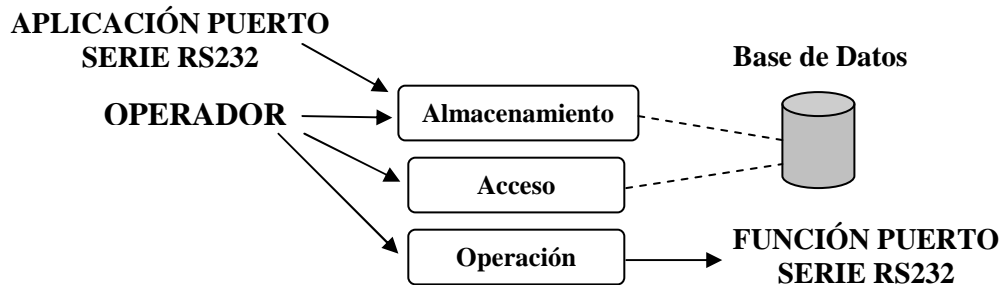 APLICACIÓN PUERTO
SERIE RS232
Base de Datos
OPERADOR
Almacenamiento
Acceso
Operación
FUNCIÓN PUERTO
SERIE RS232